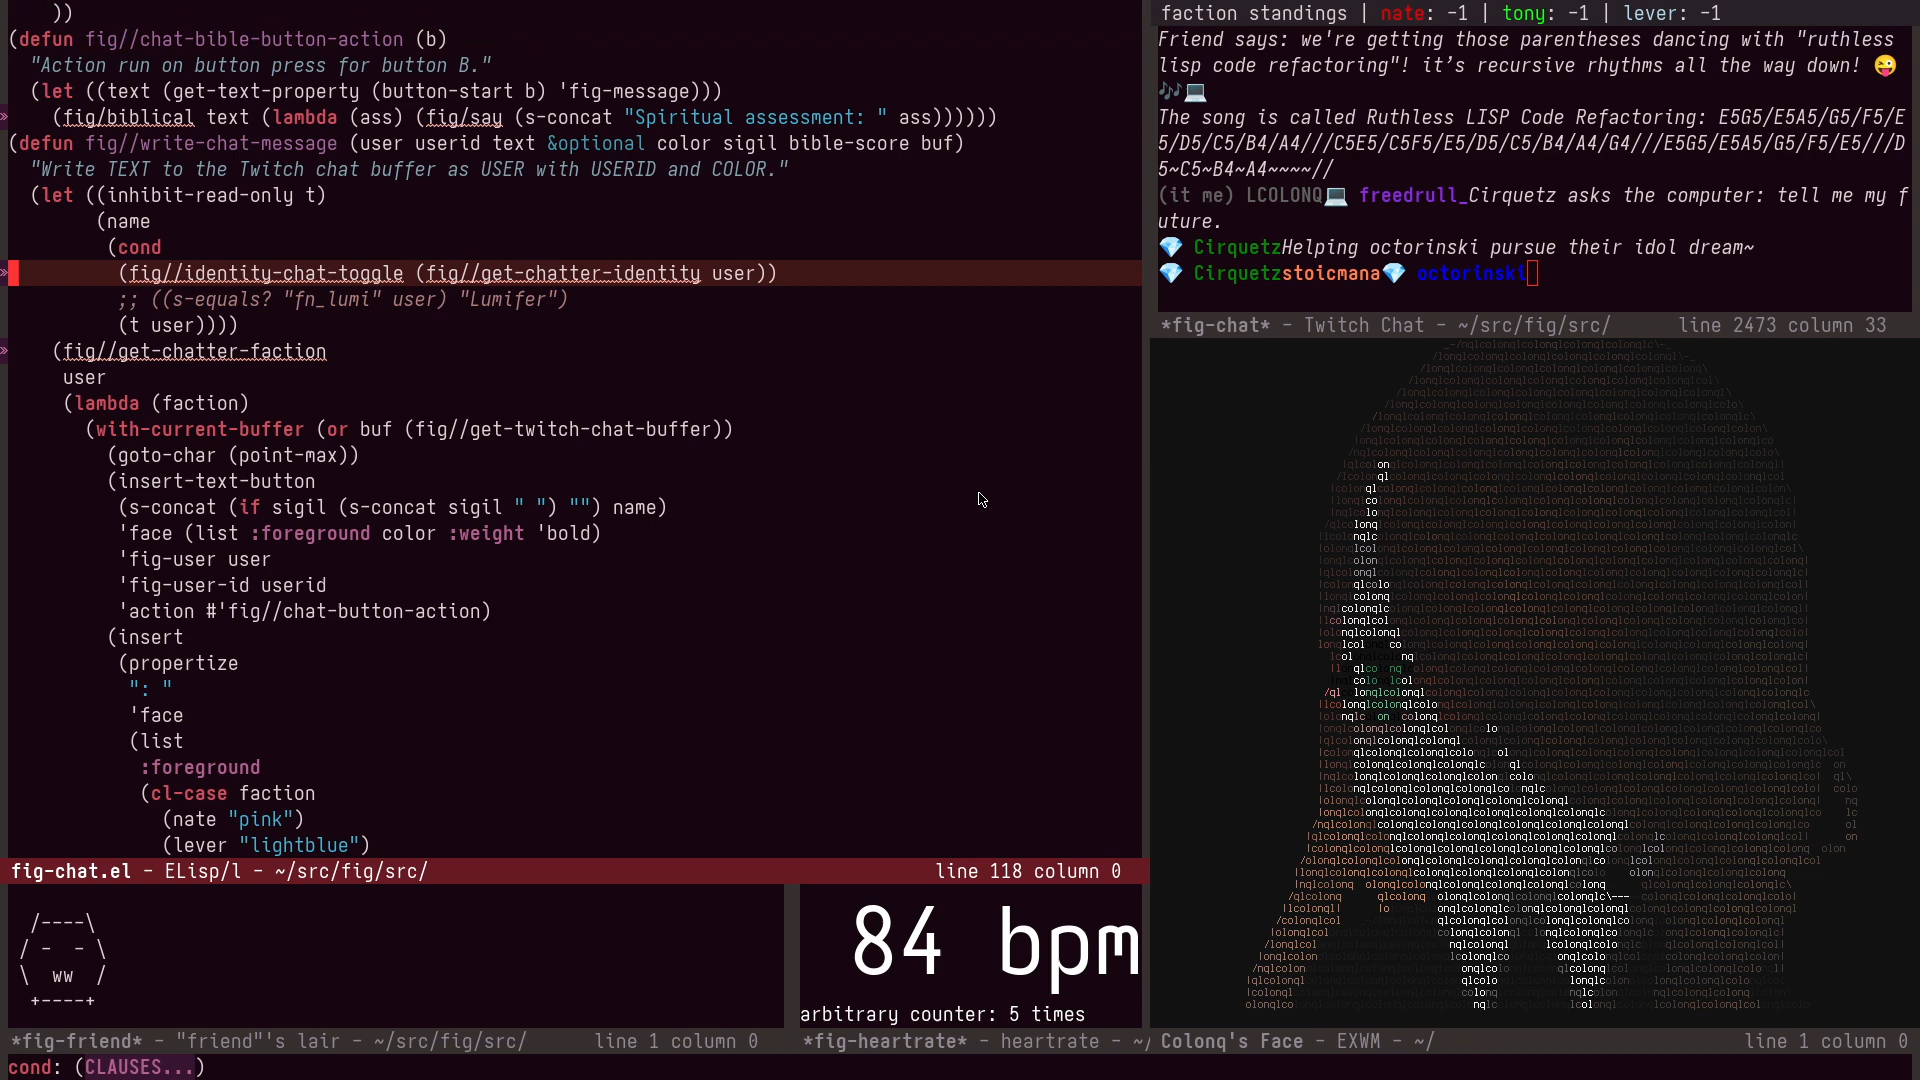 ))
(defun fig//chat-bible-button-action (b)
"Action run on button press for button B."
(let ((text (get-text-property (button-start b) 'fig-message)))
(fig/biblical text (lambda (ass) (fig/say (s-concat "Spiritual assessment: " ass))))))
(defun fig//write-chat-message (user userid text &optional color sigil bible-score buf)
"Write TEXT to the Twitch chat buffer as USER with USERID and COLOR."
(let ((inhibit-read-only t)
(name
(cond
(fig//identity-chat-toggle (fig//get-chatter-identity user))
;; ((s-equals? "fn_lumi" user) "Lumifer")
(t user))))
(fig//get-chatter-faction
user
(lambda (faction)
(with-current-buffer (or buf (fig//get-twitch-chat-buffer))
(goto-char (point-max))
(insert-text-button
(s-concat (if sigil (s-concat sigil " ") "") name)
'face (list :foreground color :weight 'bold)
'fig-user user
'fig-user-id userid
'action #'fig//chat-button-action)
(insert
(propertize
": "
'face
(list
:foreground
(cl-case faction
(nate "pink")
(lever "lightblue")
fig-chat.el - ELisp/l - ~/src/fig/src/ line 118 column 0
/----\
/ - - \
\ ww /
+----+
*fig-friend* - "friend"'s lair - ~/src/fig/src/ line 1 column 0
84 bpm
arbitrary counter: 5 times
*fig-heartrate* - heartrate - ~/
cond: (CLAUSES...)
faction standings | nate: -1 | tony: -1 | lever: -1
Friend says: we're getting those parentheses dancing with "ruthless
lisp code refactoring"! it's recursive rhythms all the way down! 😜
🎶💻
The song is called Ruthless LISP Code Refactoring: E5G5/E5A5/G5/F5/E
5/D5/C5/B4/A4///C5E5/C5F5/E5/D5/C5/B4/A4/G4///E5G5/E5A5/G5/F5/E5///D
5~C5~B4~A4~~~~//
(it me) LCOLONQ💻 freedrull_Cirquetz asks the computer: tell me my f
uture.
💎 CirquetzHelping octorinski pursue their idol dream~
💎 Cirquetzstoicmana💎 octorinski
*fig-chat* - Twitch Chat - ~/src/fig/src/ line 2473 column 33
Colonq's Face - EXWM - ~/ line 1 column 0